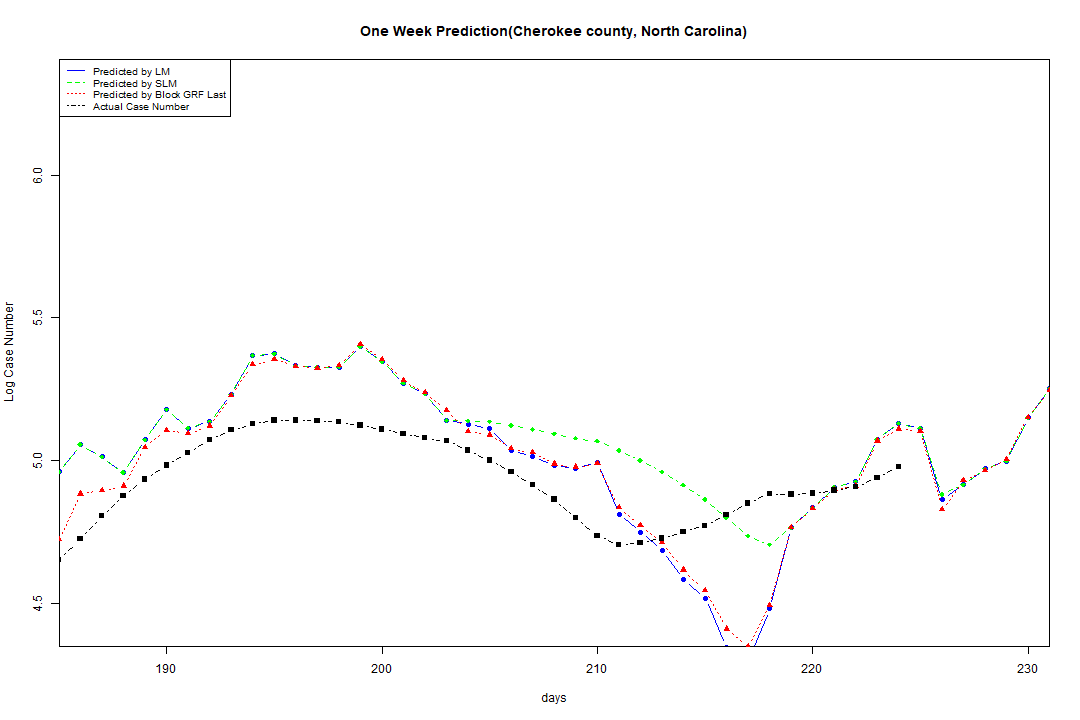 One Week Prediction(Cherokee county, North Carolina)
Predicted by LM
Predicted by SLM
Predicted by Block GRF Last
Actual Case Number
Log Case Number
6.0
5.5
5.0
4.5
190 200 210 220 230
days